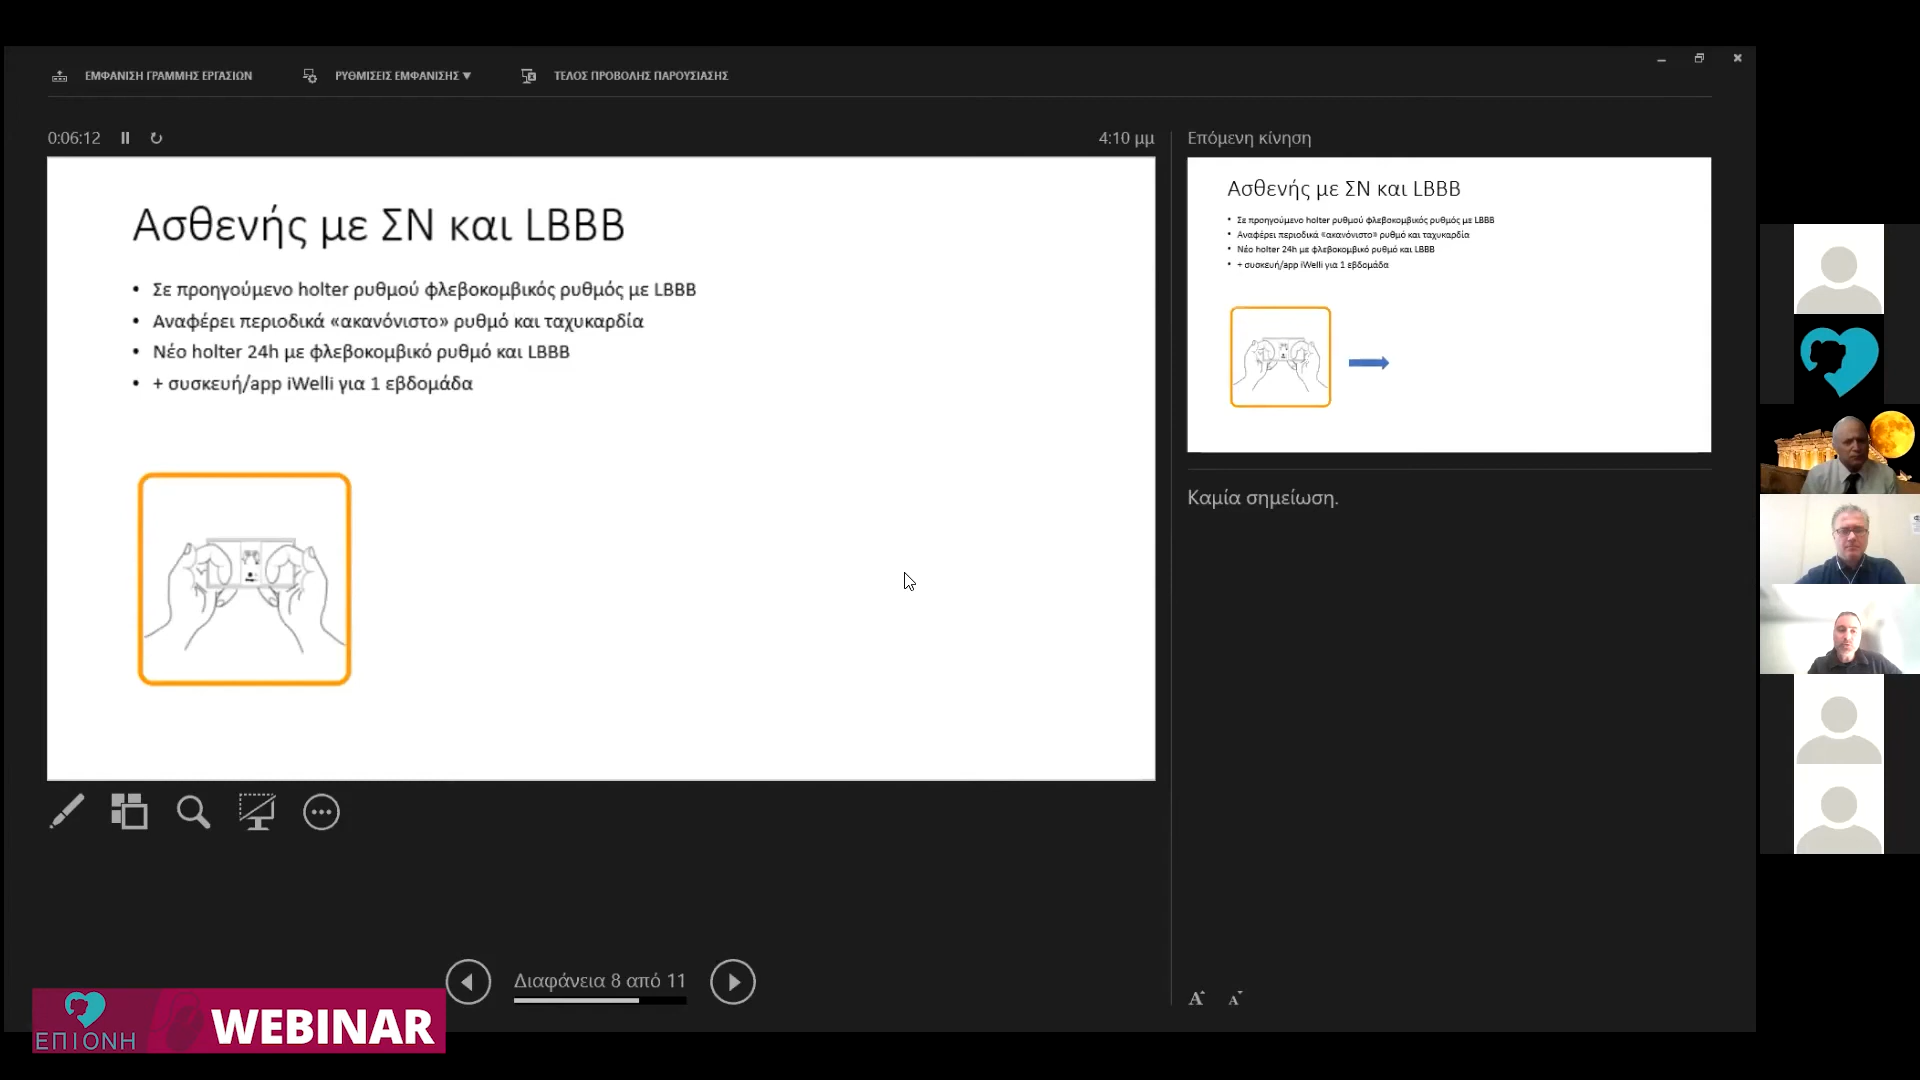 ΕΜΦΑΝΙΣΗ ΓΡΑΜΜΗΣ ΕΡΓΑΣΙΩΝ
ΡΥΘΜΙΣΕΙΣ ΕΜΦΑΝΙΣΗΣ ▼
ΤΕΛΟΣ ΠΡΟΒΟΛΗΣ ΠΑΡΟΥΣΙΑΣΗΣ
0:06:12
4:10 μμ
Ασθενής με ΣΝ και LBBB
• Σε προηγούμενο holter ρυθμού φλεβοκομβικός ρυθμός με LBBB
• Αναφέρει περιοδικά «ακανόνιστο» ρυθμό και ταχυκαρδία
• Νέο holter 24h με φλεβοκομβικό ρυθμό και LBBB
• + συσκευή/app iWelli για 1 εβδομάδα
Επόμενη κίνηση
Ασθενής με ΣΝ και LBBB
• Σε προηγούμενο holter ρυθμού φλεβοκομβικός ρυθμός με LBBB
• Αναφέρει περιοδικά «ακανόνιστο» ρυθμό και ταχυκαρδία
• Νέο holter 24h με φλεβοκομβικό ρυθμό και LBBB
• + συσκευή/app iWelli για 1 εβδομάδα
Καμία σημείωση.
Διαφάνεια 8 από 11
A A
ΕΠΙΟΝΗ
WEBINAR